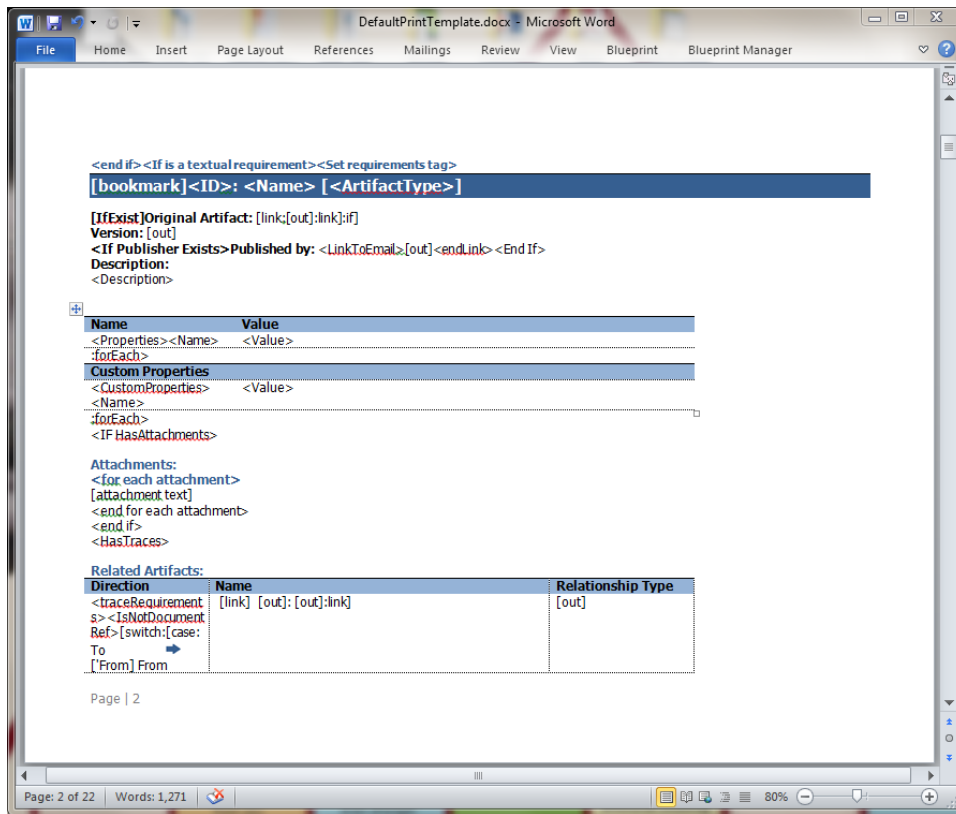 DefaultPrintTemplate.docx - Microsoft Word
File Home Insert Page Layout References Mailings Review View Blueprint Blueprint Manager
<end if><If is a textual requirement><Set requirements tag>
[bookmark]<ID>: <Name> [<ArtifactType>]
[IfExist]Original Artifact: [link;[out]:link]:if]
Version: [out]
<If Publisher Exists>Published by: <LinkToEmail>[out]<endLink><End If>
Description:
<Description>
Name Value
<Properties><Name> <Value>
:forEach>
Custom Properties
<CustomProperties> <Value>
<Name>
:forEach>
<IF HasAttachments>
Attachments:
<for each attachment>
[attachment text]
<end for each attachment>
<end if>
<HasTraces>
Related Artifacts:
Direction Name Relationship Type
<traceRequirement [link] [out]: [out]:link] [out]
s><IsNotDocument
Ref>[switch:[case:
To
['From] From
Page | 2
Page: 2 of 22 Words: 1,271 80%